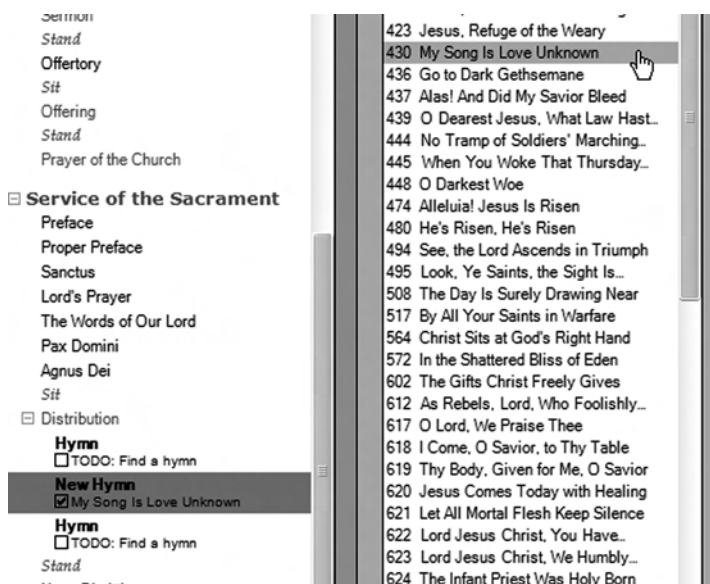 Sermon
Stand
Offertory
Sit
Offering
Stand
Prayer of the Church
Service of the Sacrament
Preface
Proper Preface
Sanctus
Lord's Prayer
The Words of Our Lord
Pax Domini
Agnus Dei
Sit
Distribution
Hymn
TODO: Find a hymn
New Hymn
My Song Is Love Unknown
Hymn
TODO: Find a hymn
Stand
423 Jesus, Refuge of the Weary
430 My Song Is Love Unknown
436 Go to Dark Gethsemane
437 Alas! And Did My Savior Bleed
439 O Dearest Jesus, What Law Hast...
444 No Tramp of Soldiers' Marching...
445 When You Woke That Thursday...
448 O Darkest Woe
474 Alleluia! Jesus Is Risen
480 He's Risen, He's Risen
494 See, the Lord Ascends in Triumph
495 Look, Ye Saints, the Sight Is...
508 The Day Is Surely Drawing Near
517 By All Your Saints in Warfare
564 Christ Sits at God's Right Hand
572 In the Shattered Bliss of Eden
602 The Gifts Christ Freely Gives
612 As Rebels, Lord, Who Foolishly...
617 O Lord, We Praise Thee
618 I Come, O Savior, to Thy Table
619 Thy Body, Given for Me, O Savior
620 Jesus Comes Today with Healing
621 Let All Mortal Flesh Keep Silence
622 Lord Jesus Christ, You Have...
623 Lord Jesus Christ, We Humbly...
624 The Infant Priest Was Holy Born